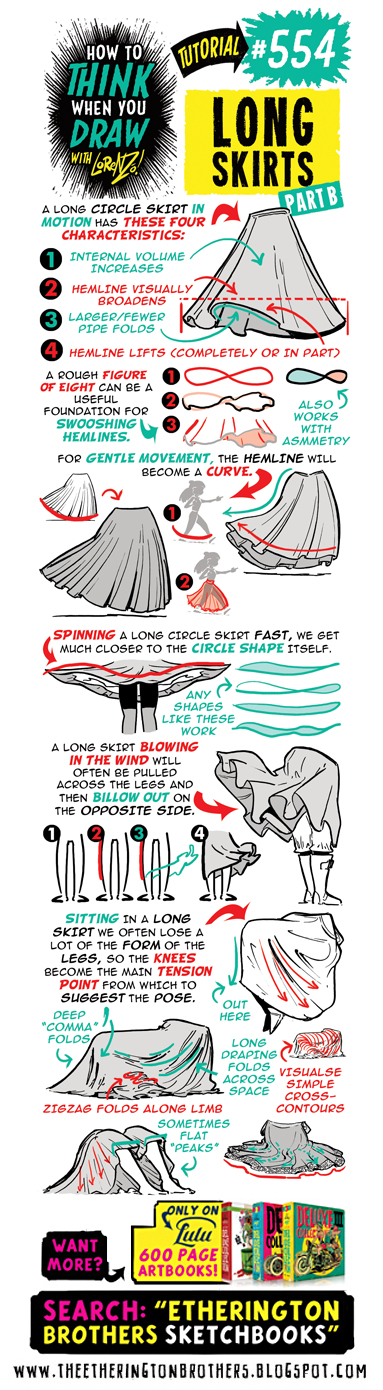 HOW TO
THINK
WHEN YOU
DRAW
WITH LORENZO!
TUTORIAL
#554
LONG
SKIRTS
PART B
A LONG CIRCLE SKIRT IN
MOTION HAS THESE FOUR
CHARACTERISTICS:
1 INTERNAL VOLUME
INCREASES
2 HEMLINE VISUALLY
BROADENS
3 LARGER/FEWER
PIPE FOLDS
4 HEMLINE LIFTS (COMPLETELY OR IN PART)
A ROUGH FIGURE
OF EIGHT CAN BE A
USEFUL
FOUNDATION FOR
SWOOSHING
HEMLINES.
1
2
3
ALSO
WORKS
WITH
ASMMETRY
FOR GENTLE MOVEMENT, THE HEMLINE WILL
BECOME A CURVE.
1
2
SPINNING A LONG CIRCLE SKIRT FAST, WE GET
MUCH CLOSER TO THE CIRCLE SHAPE ITSELF.
ANY
SHAPES
LIKE THESE
WORK
A LONG SKIRT BLOWING
IN THE WIND WILL
OFTEN BE PULLED
ACROSS THE LEGS AND
THEN BILLOW OUT ON
THE OPPOSITE SIDE.
1
2
3
4
SITTING IN A LONG
SKIRT WE OFTEN LOSE A
LOT OF THE FORM OF THE
LEGS, SO THE KNEES
BECOME THE MAIN TENSION
POINT FROM WHICH TO
SUGGEST THE POSE.
OUT
HERE
DEEP
"COMMA"
FOLDS
LONG
DRAPING
FOLDS
ACROSS
SPACE
VISUALSE
SIMPLE
CROSS-
CONTOURS
ZIGZAG FOLDS ALONG LIMB
SOMETIMES
FLAT
"PEAKS"
WANT
MORE?
ONLY ON
Lulu
600 PAGE
ARTBOOKS!
SEARCH: "ETHERINGTON
BROTHERS SKETCHBOOKS"
WWW.THEETHERINGTONBROTHERS.BLOGSPOT.COM